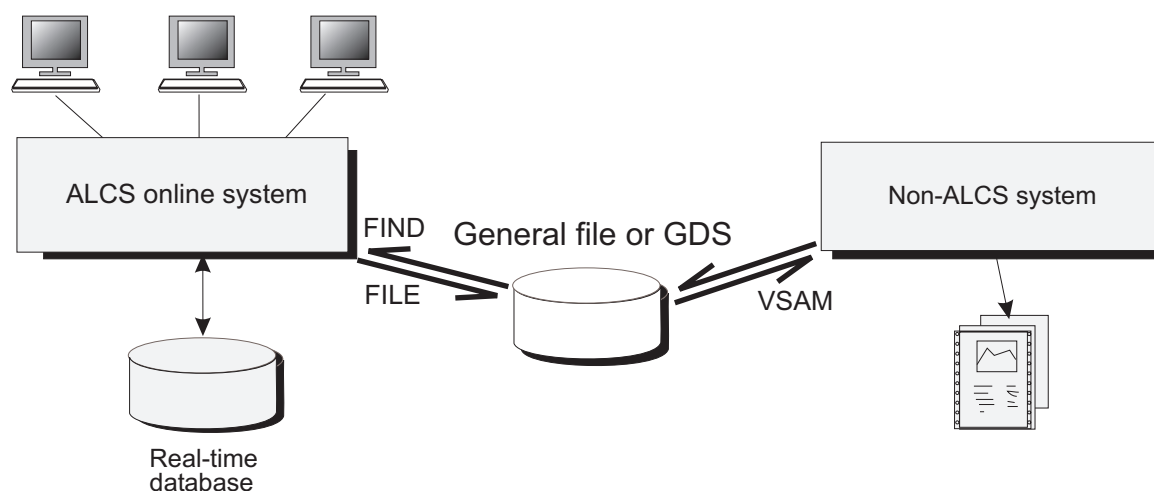 ALCS online system
Non-ALCS system
FIND
General file or GDS
FILE
VSAM
Real-time
database